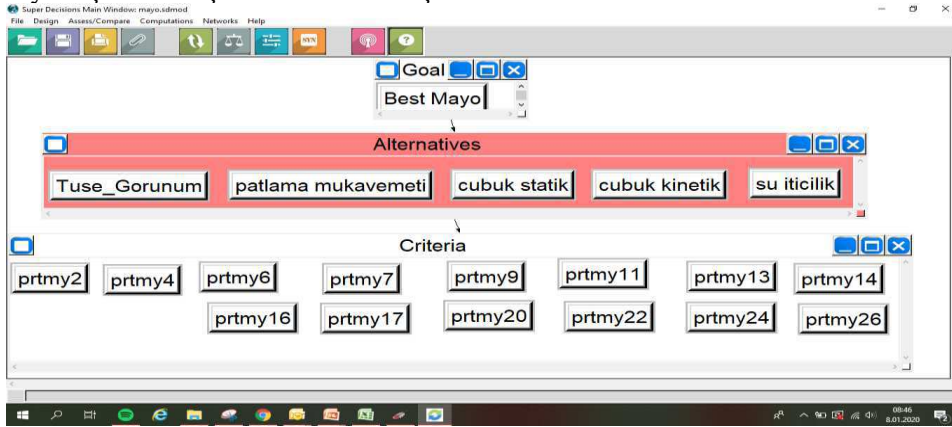 Super Decisions Main Window: mayo.sdmod
File Design Assess/Compare Computations Networks Help
Goal
Best Mayo
Alternatives
Tuse_Gorunum patlama mukavemeti cubuk statik cubuk kinetik su iticilik
Criteria
prtmy2 prtmy4 prtmy6 prtmy7 prtmy9 prtmy11 prtmy13 prtmy14
prtmy16 prtmy17 prtmy20 prtmy22 prtmy24 prtmy26
08:46
8.01.2020